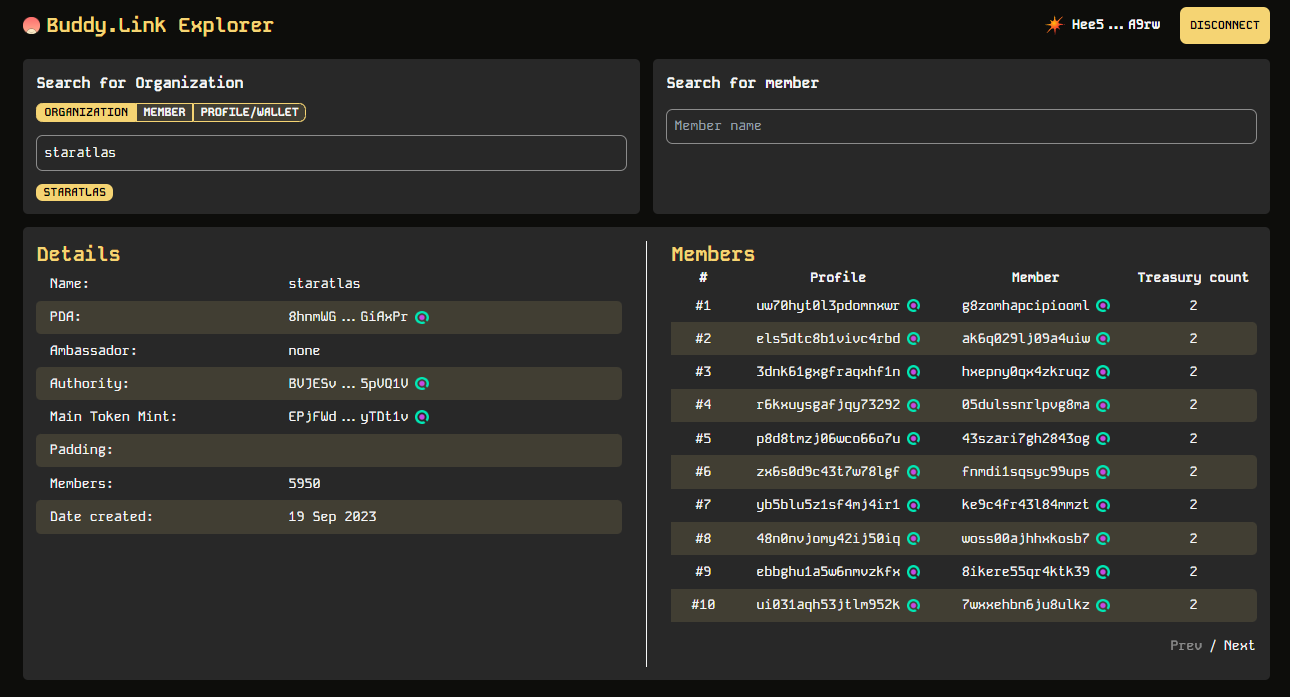 Buddy.Link Explorer
Hee5 ... A9rw
DISCONNECT
Search for Organization
ORGANIZATION MEMBER PROFILE/WALLET
staratlas
STARATLAS
Search for member
Member name
Details
Name: staratlas
PDA: 8hnmWG ... GiAxPr
Ambassador: none
Authority: BVJESv ... 5pVQ1V
Main Token Mint: EPjFWd ... yTDt1v
Padding:
Members: 5950
Date created: 19 Sep 2023
Members
# Profile Member Treasury count
#1 uw70hyt0l3pdomnxwr g8zomhapcipiooml 2
#2 els5dtc8b1vivc4rbd ak6q029lj09a4uiw 2
#3 3dnk61gxgfraqxhf1n hxepny0qx4zkruqz 2
#4 r6kxuysgafjqy73292 05dulssnrlpvg8ma 2
#5 p8d8tmzj06wco66o7u 43szari7gh2843og 2
#6 zx6s0d9c43t7w78lgf fnmdi1sqsyc99ups 2
#7 yb5blu5z1sf4mj4ir1 ke9c4fr43l84mmzt 2
#8 48n0nvjomy42ij50iq woss00ajhhxkosb7 2
#9 ebbghu1a5w6nmvzkfx 8ikere55qr4ktk39 2
#10 ui031aqh53jtlm952k 7wxxehbn6ju8ulkz 2
Prev / Next